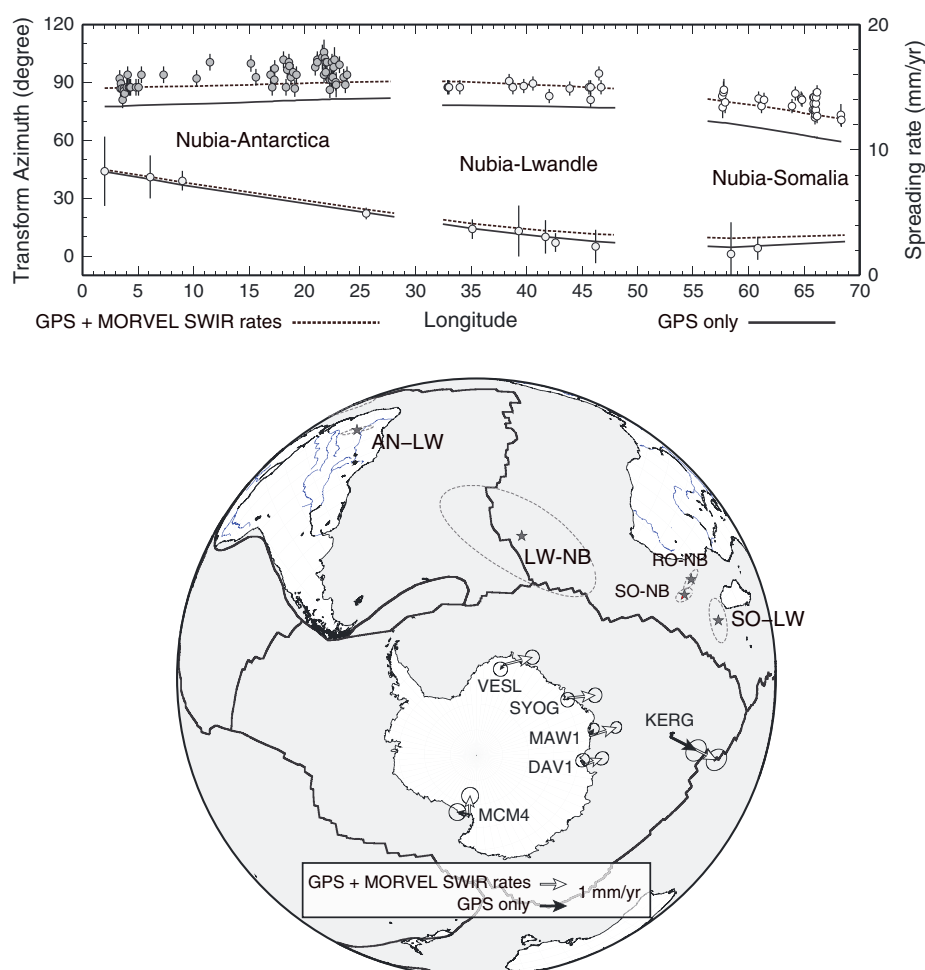 Transform Azimuth (degree)
120
90
60
30
0
20
10
0
Spreading rate (mm/yr)
Nubia-Antarctica
Nubia-Lwandle
Nubia-Somalia
0 5 10 15 20 25 30 35 40 45 50 55 60 65 70
GPS + MORVEL SWIR rates
Longitude
GPS only
AN–LW
LW-NB
RO-NB
SO-NB
SO–LW
VESL
SYOG
MAW1
DAV1
KERG
MCM4
GPS + MORVEL SWIR rates
1 mm/yr
GPS only